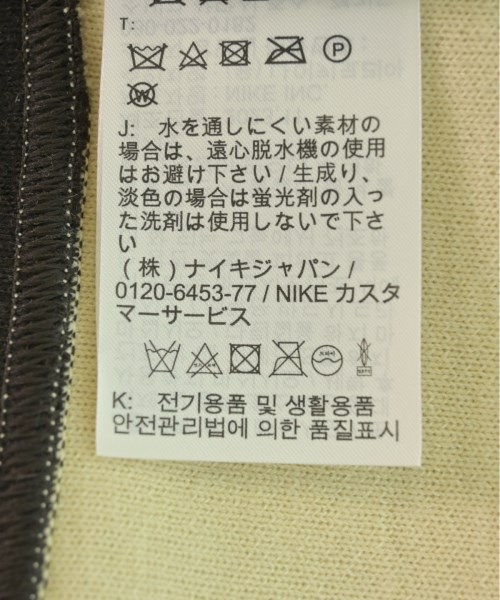 T:
P
W
J: 水を通しにくい素材の
場合は、遠心脱水機の使用
はお避け下さい / 生成り、
淡色の場合は蛍光剤の入っ
た洗剤は使用しないで下さ
い
(株) ナイキジャパン /
0120-6453-77 / NIKE カスタ
マーサービス
K: 전기용품 및 생활용품
안전관리법에 의한 품질표시